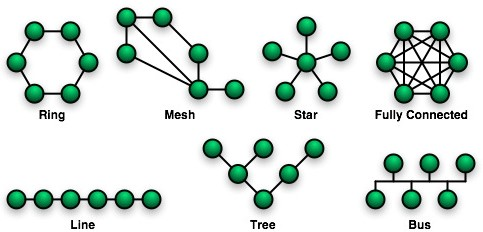 Ring
Mesh
Star
Fully Connected
Line
Tree
Bus